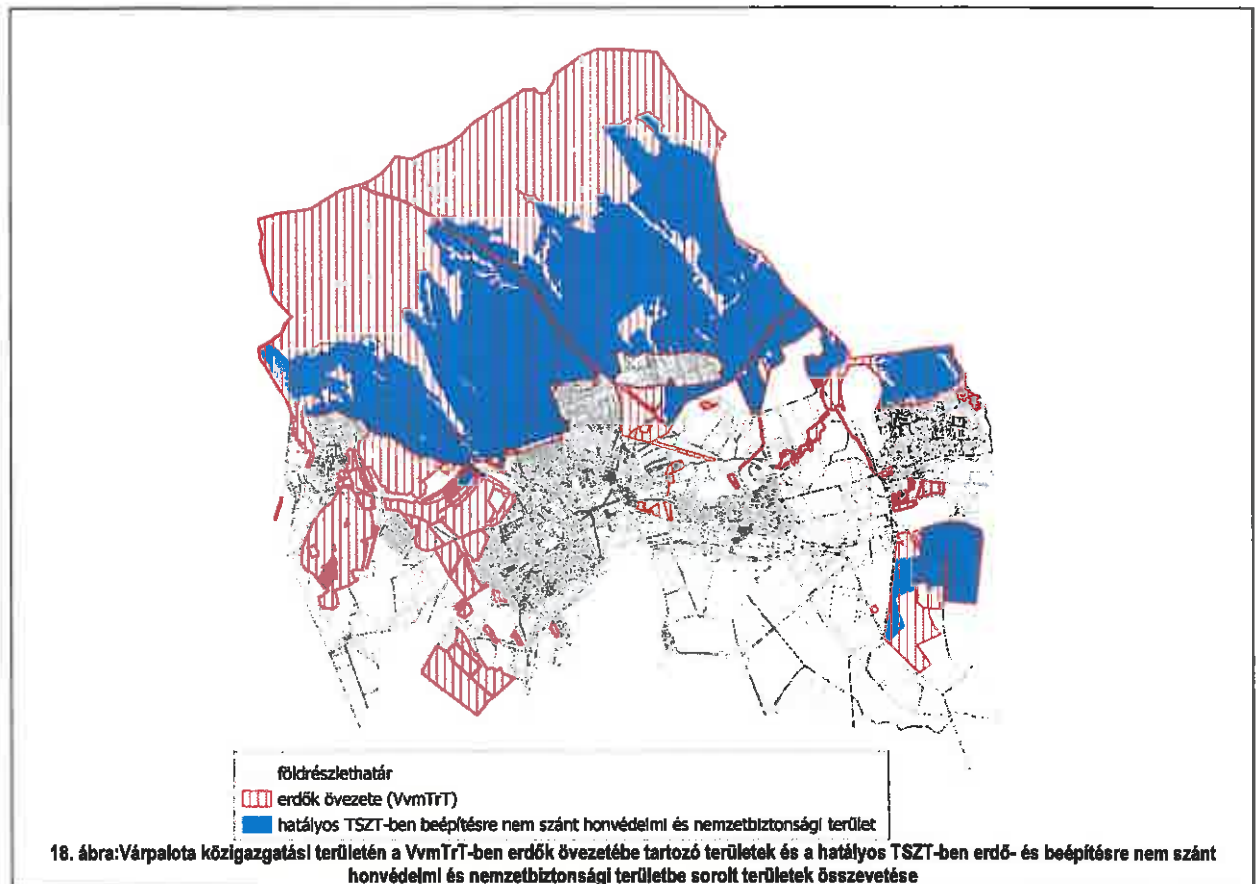 földrészlethatár
erdők övezete (VvmTrT)
hatályos TSZT-ben beépítésre nem szánt honvédelmi és nemzetbiztonsági terület
18. ábra:Várpalota közigazgatási területén a VvmTrT-ben erdők övezetébe tartozó területek és a hatályos TSZT-ben erdő- és beépítésre nem szánt
honvédelmi és nemzetbiztonsági területbe sorolt területek összevetése